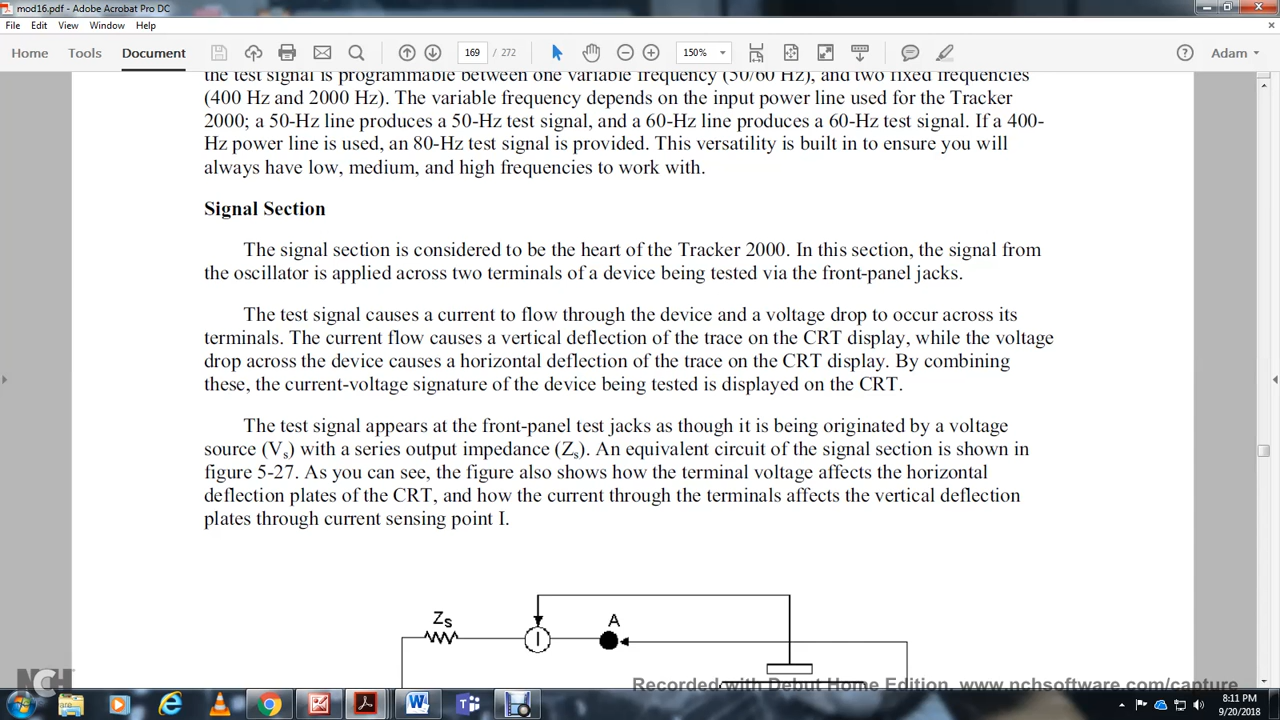 mod16.pdf - Adobe Acrobat Pro DC
File Edit View Window Help
Home Tools Document 169 / 272 150% Adam
the test signal is programmable between one variable frequency (50/60 Hz), and two fixed frequencies
(400 Hz and 2000 Hz). The variable frequency depends on the input power line used for the Tracker
2000; a 50-Hz line produces a 50-Hz test signal, and a 60-Hz line produces a 60-Hz test signal. If a 400-
Hz power line is used, an 80-Hz test signal is provided. This versatility is built in to ensure you will
always have low, medium, and high frequencies to work with.
Signal Section
The signal section is considered to be the heart of the Tracker 2000. In this section, the signal from
the oscillator is applied across two terminals of a device being tested via the front-panel jacks.
The test signal causes a current to flow through the device and a voltage drop to occur across its
terminals. The current flow causes a vertical deflection of the trace on the CRT display, while the voltage
drop across the device causes a horizontal deflection of the trace on the CRT display. By combining
these, the current-voltage signature of the device being tested is displayed on the CRT.
The test signal appears at the front-panel test jacks as though it is being originated by a voltage
source (Vs) with a series output impedance (Zs). An equivalent circuit of the signal section is shown in
figure 5-27. As you can see, the figure also shows how the terminal voltage affects the horizontal
deflection plates of the CRT, and how the current through the terminals affects the vertical deflection
plates through current sensing point I.
ZS I A
NCH
Recorded with Debut Home Edition. www.nchsoftware.com/capture
8:11 PM
9/20/2018